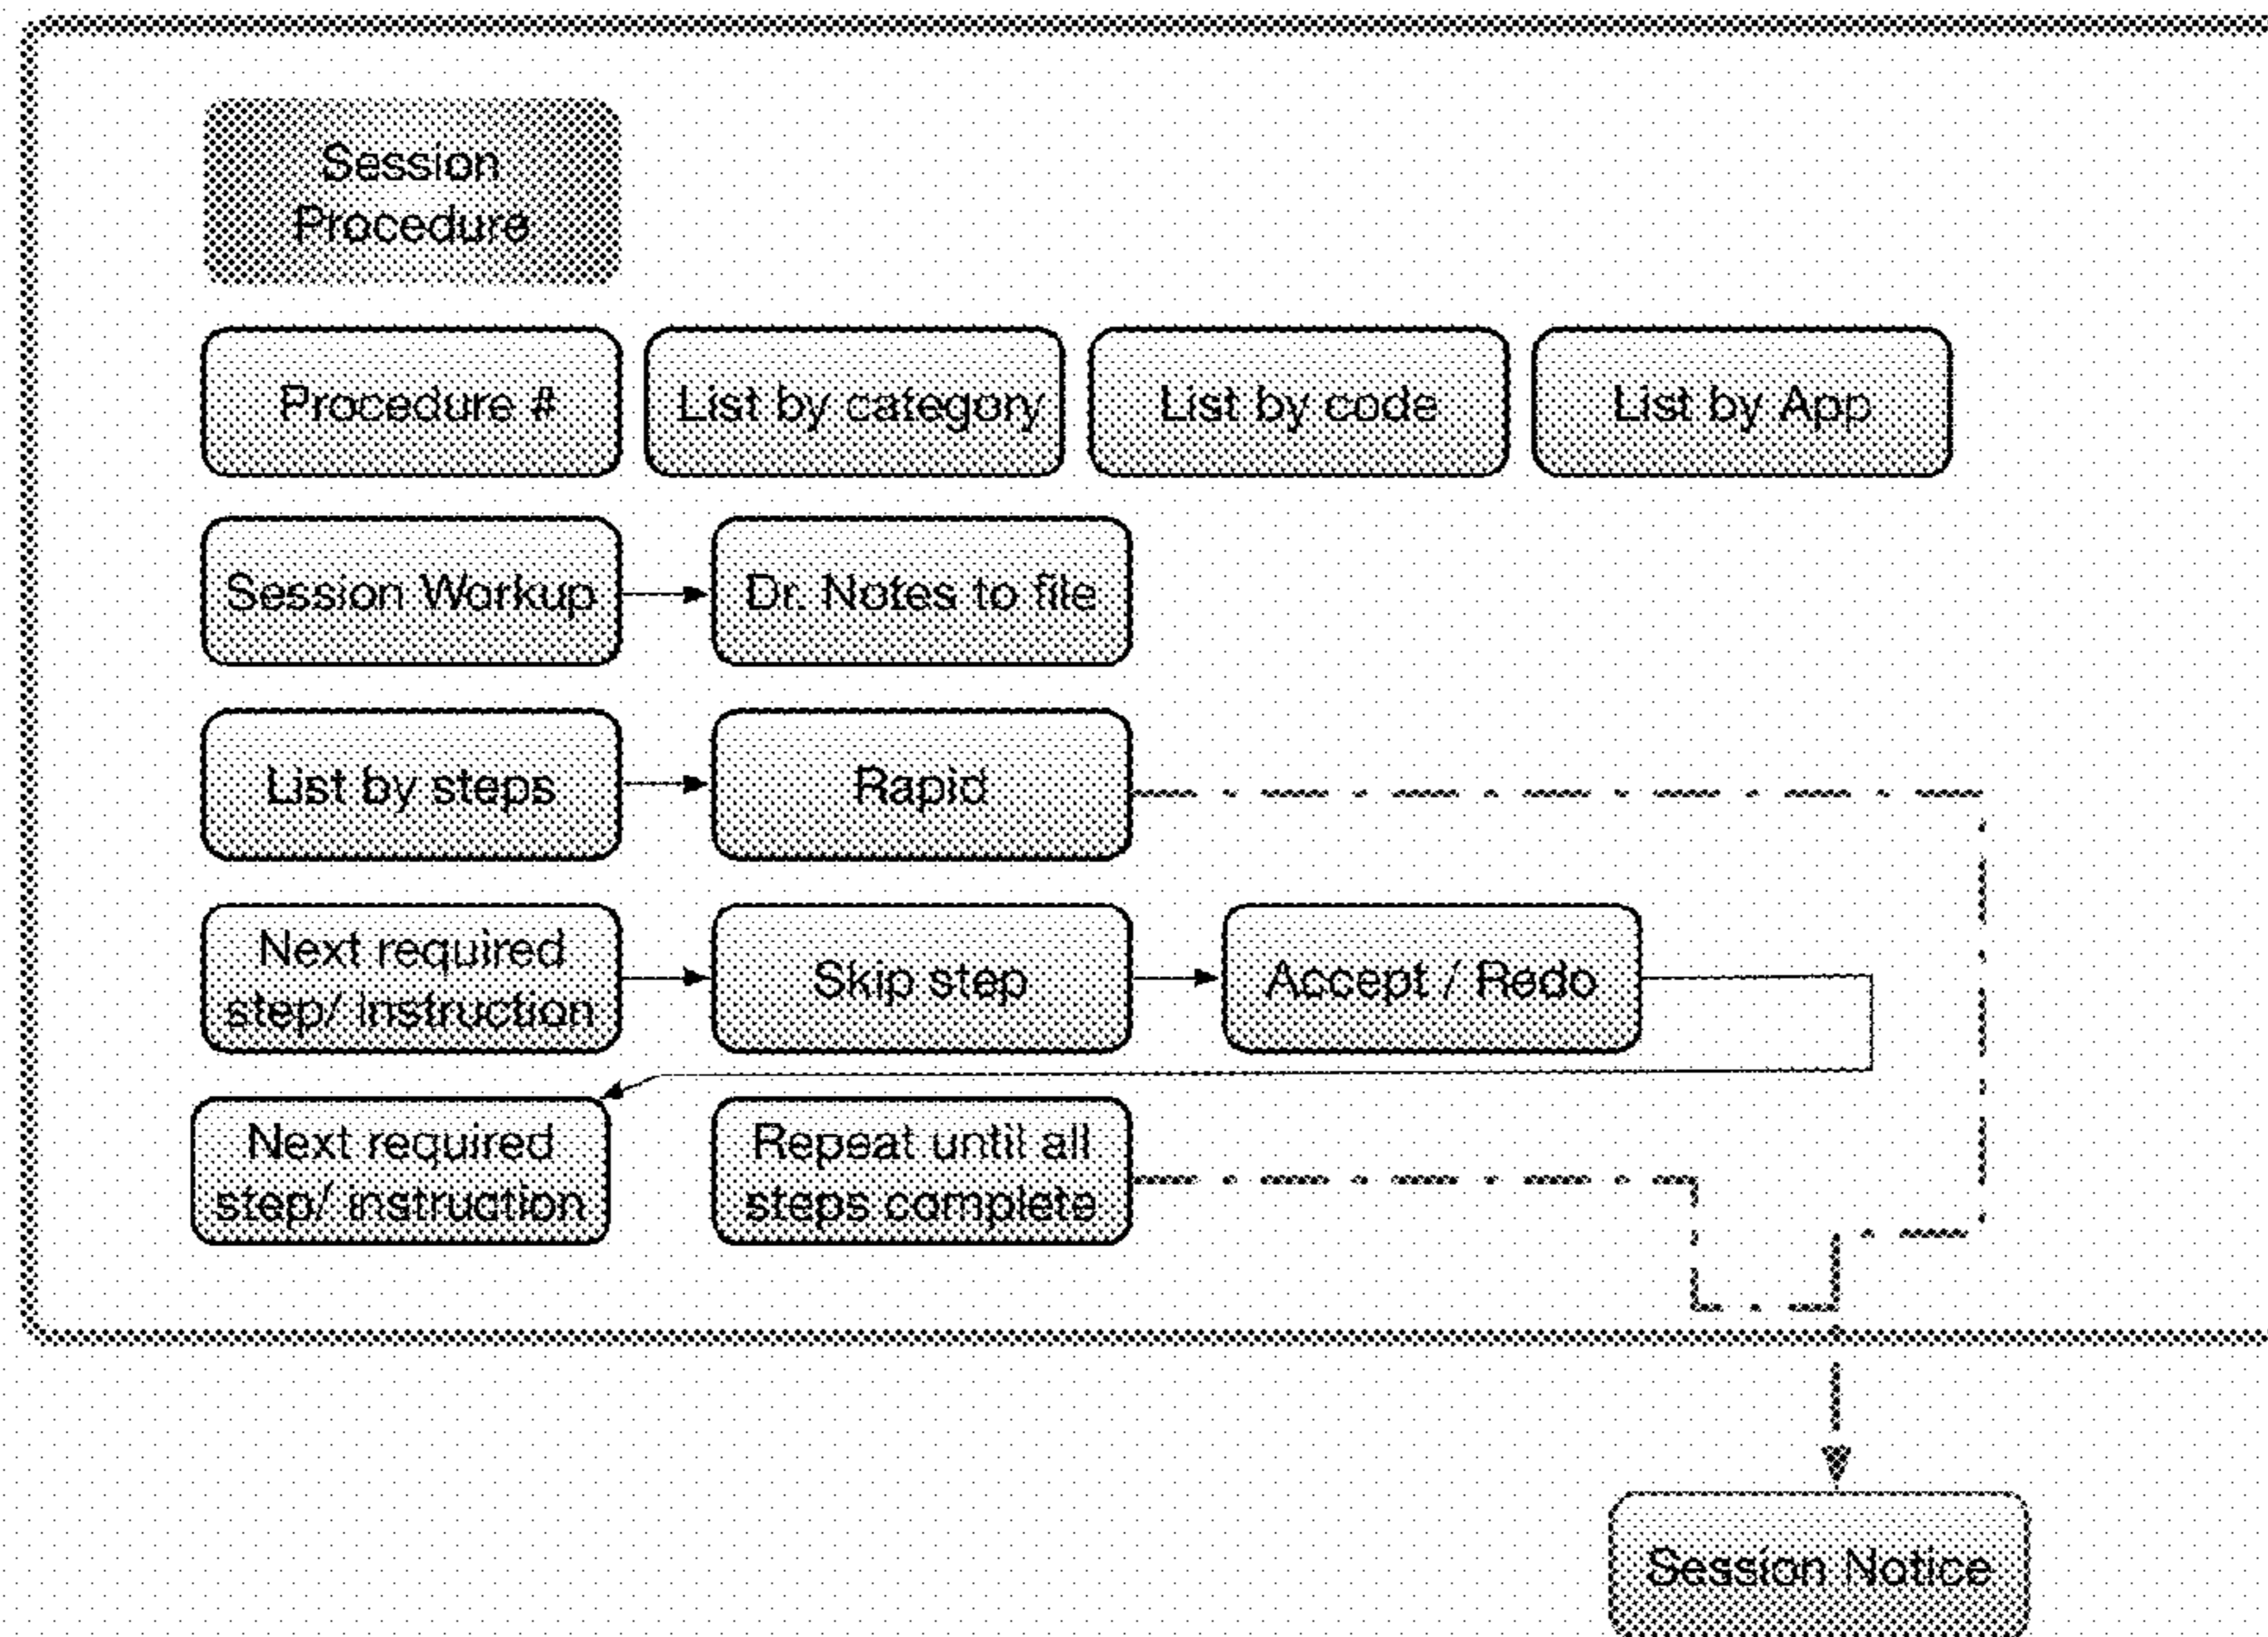 Session
Procedure
Procedure #
List by category
List by code
List by App
Session Workup
Dr. Notes to file
List by steps
Rapid
Next required
step/ instruction
Skip step
Accept / Redo
Next required
step/ instruction
Repeat until all
steps complete
Session Notice